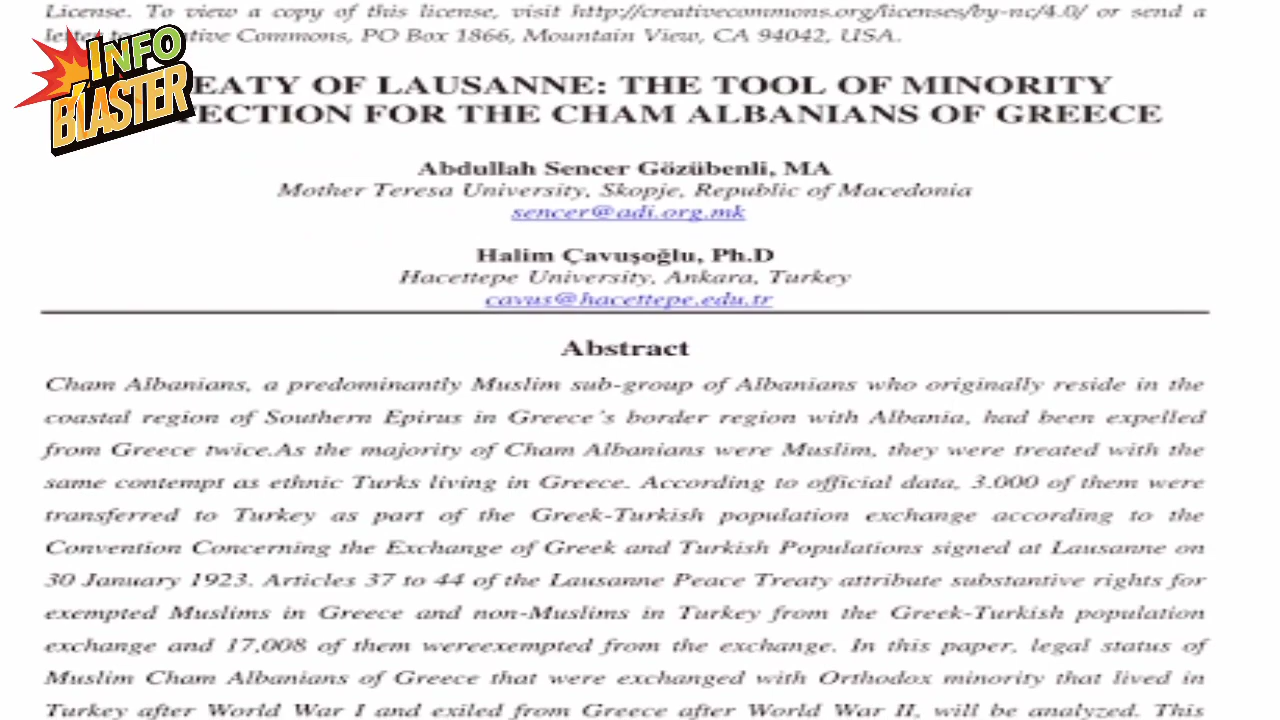 License. To view a copy of this license, visit http://creativecommons.org/licenses/by-nc/4.0/ or send a
letter to Creative Commons, PO Box 1866, Mountain View, CA 94042, USA.
INFO
BLASTER
EATY OF LAUSANNE: THE TOOL OF MINORITY
TECTION FOR THE CHAM ALBANIANS OF GREECE
Abdullah Sencer Gözübenli, MA
Mother Teresa University, Skopje, Republic of Macedonia
sencer@adi.org.mk
Halim Çavuşoğlu, Ph.D
Hacettepe University, Ankara, Turkey
cavus@hacettepe.edu.tr
Abstract
Cham Albanians, a predominantly Muslim sub-group of Albanians who originally reside in the
coastal region of Southern Epirus in Greece's border region with Albania, had been expelled
from Greece twice.As the majority of Cham Albanians were Muslim, they were treated with the
same contempt as ethnic Turks living in Greece. According to official data, 3.000 of them were
transferred to Turkey as part of the Greek-Turkish population exchange according to the
Convention Concerning the Exchange of Greek and Turkish Populations signed at Lausanne on
30 January 1923. Articles 37 to 44 of the Lausanne Peace Treaty attribute substantive rights for
exempted Muslims in Greece and non-Muslims in Turkey from the Greek-Turkish population
exchange and 17,008 of them wereexempted from the exchange. In this paper, legal status of
Muslim Cham Albanians of Greece that were exchanged with Orthodox minority that lived in
Turkey after World War I and exiled from Greece after World War II, will be analyzed. This